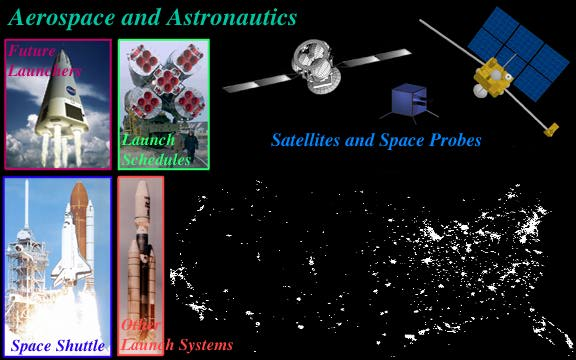 Aerospace and Astronautics
Future
Launchers
Launch
Schedules
Satellites and Space Probes
Space Shuttle
Other
Launch Systems